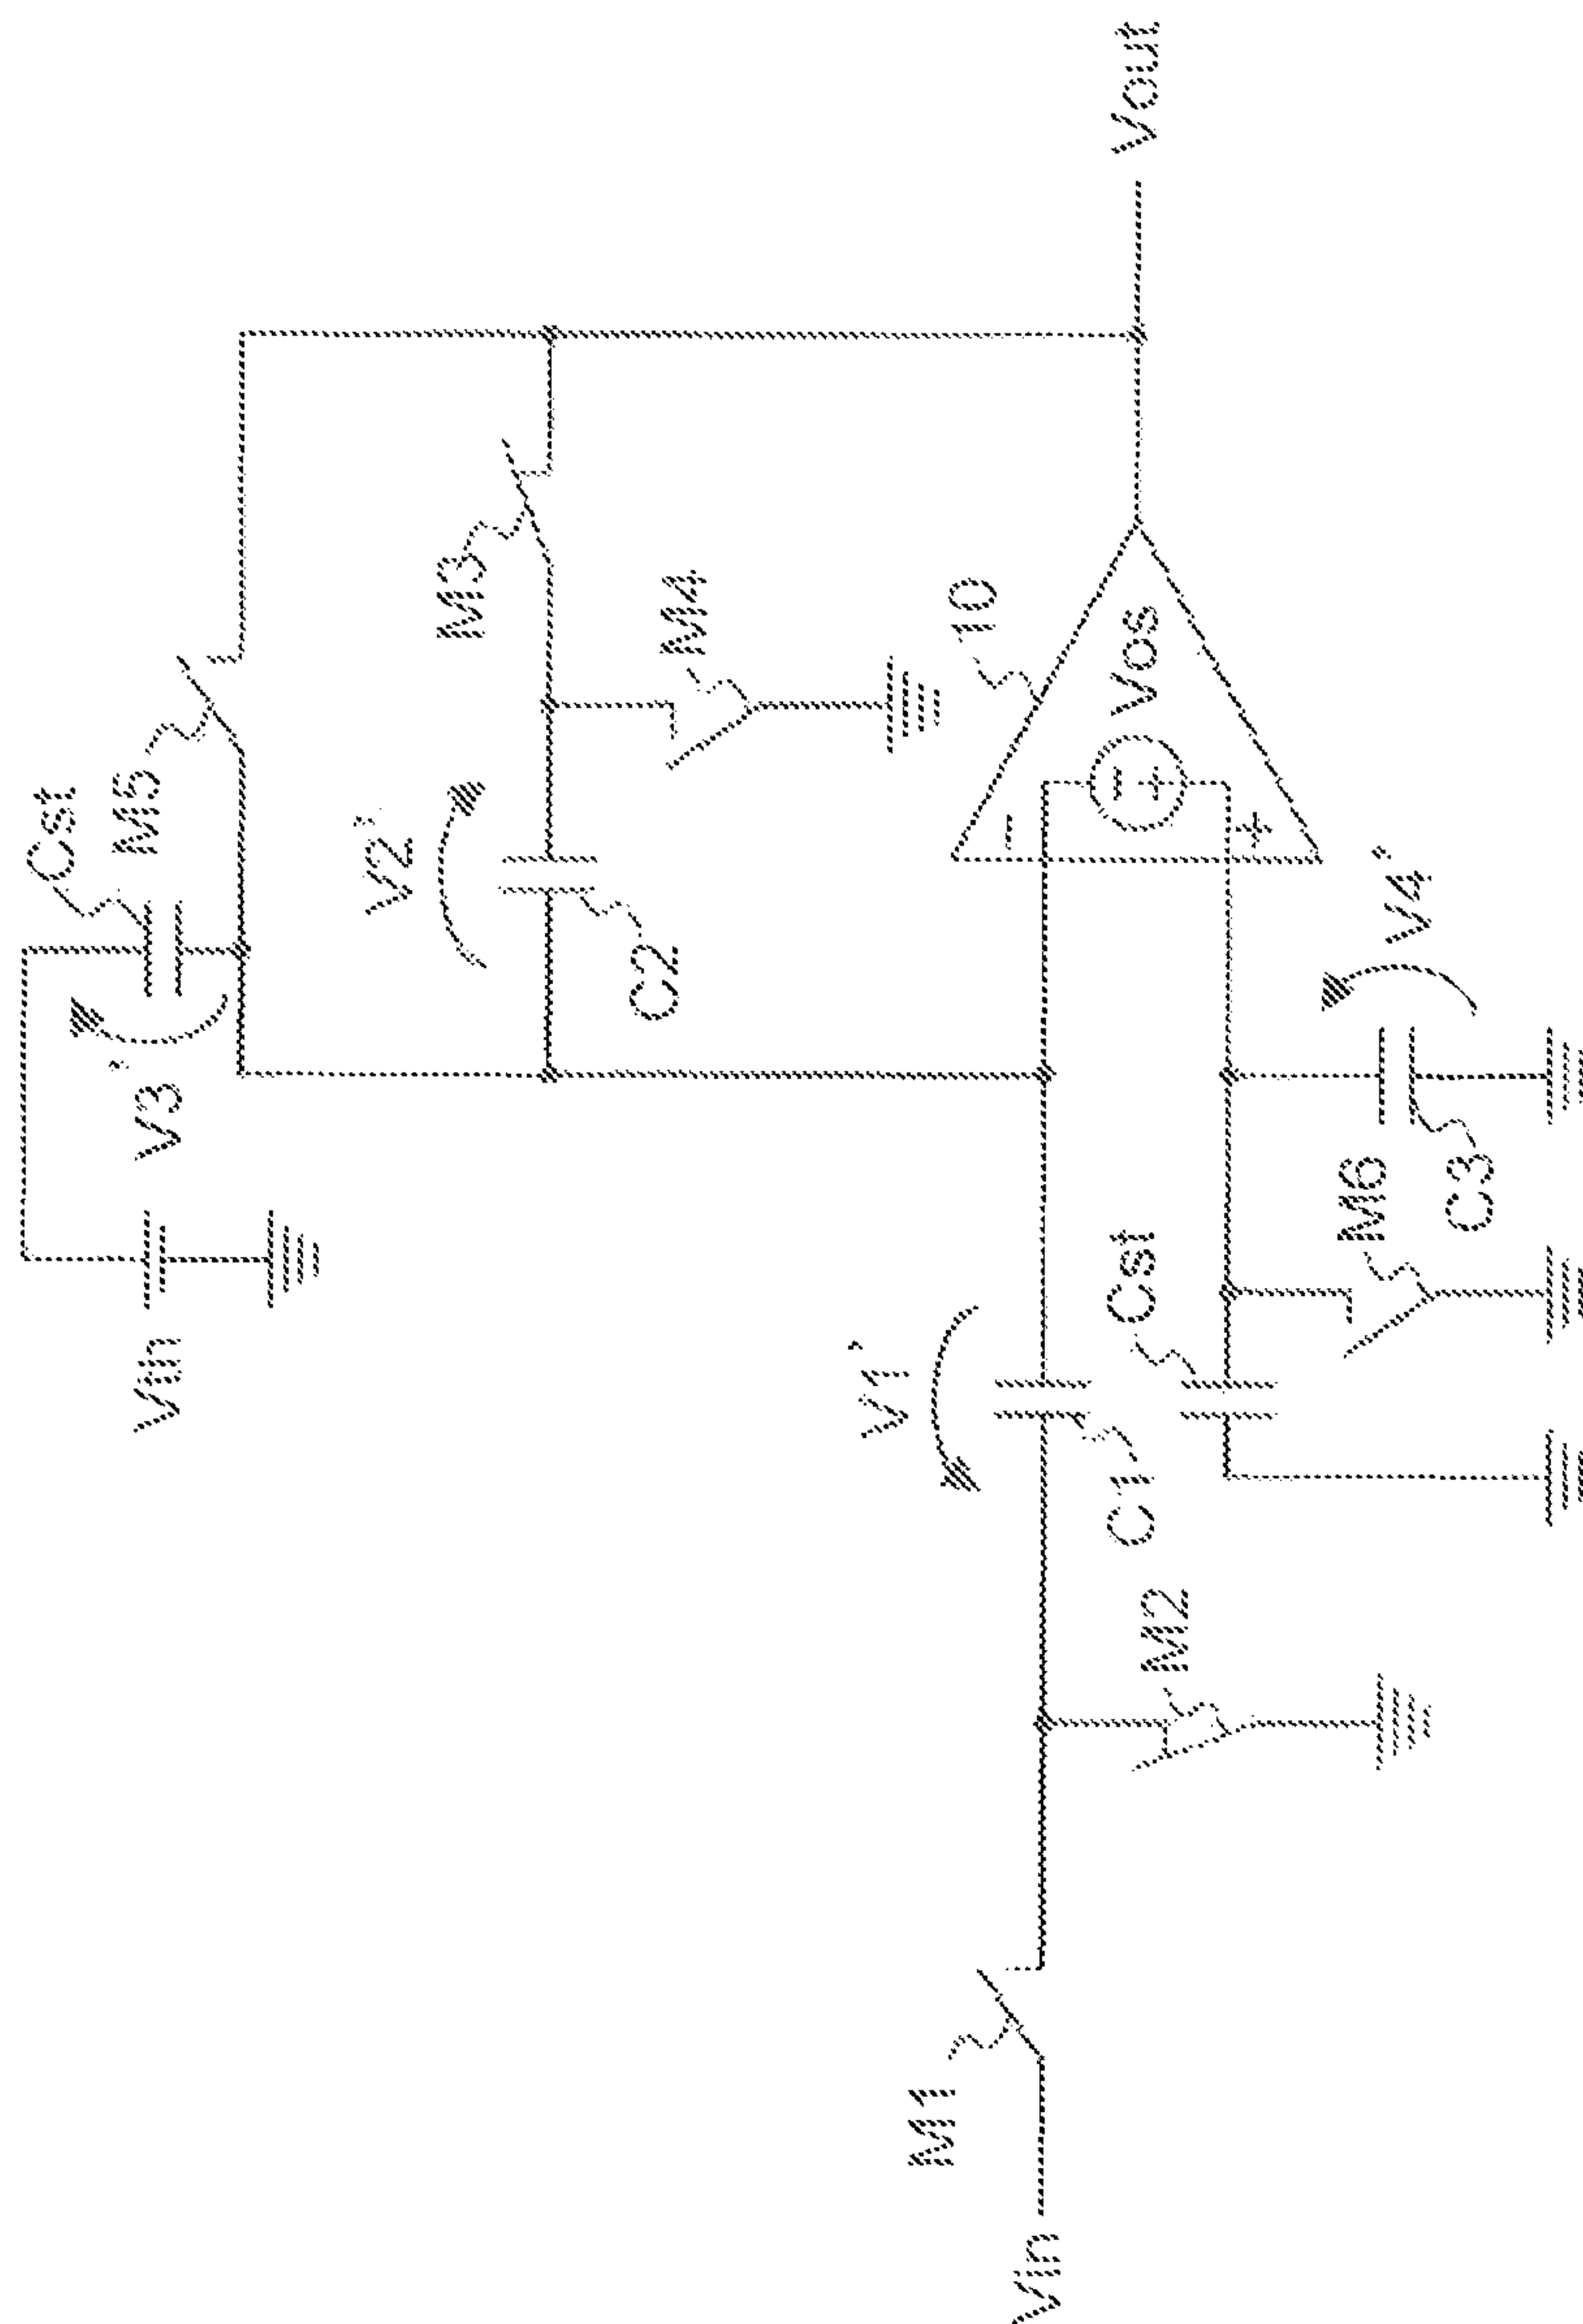 Vin
V3'
Cst
M5
V2'
M3
C2
M4
Vin
M1
V1'
C1
M2
Cst
M6
C3
V4'
10
Vos
−
+
−
+
Vout